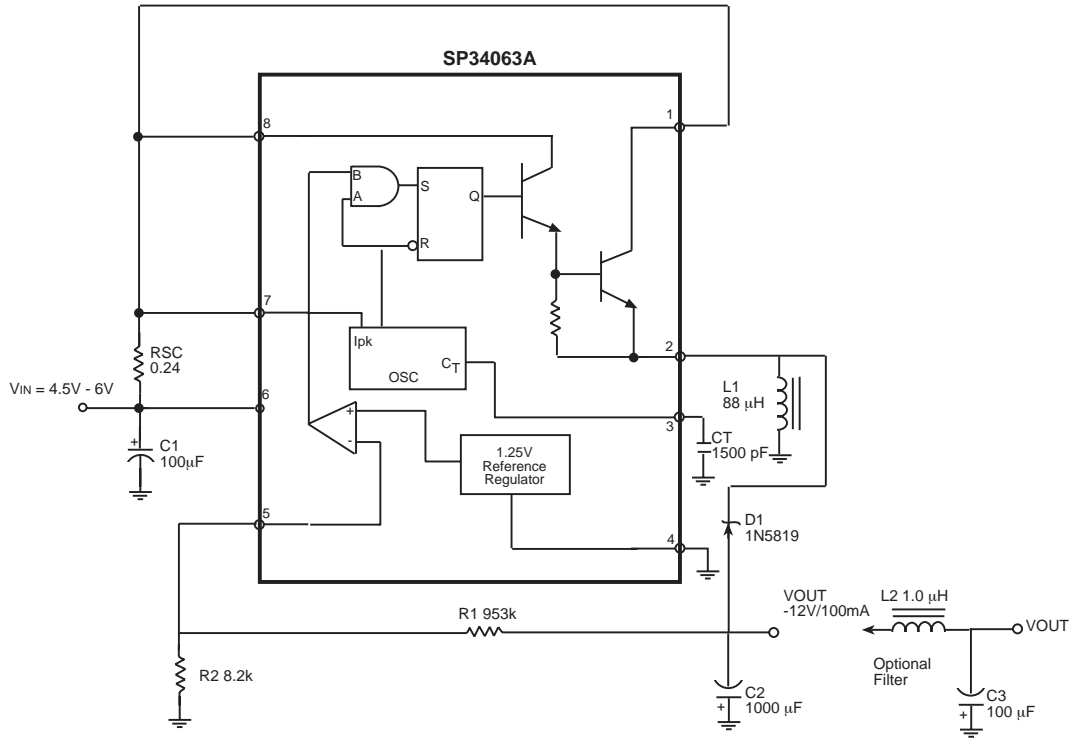 SP34063A
8
1
B
A
S
Q
R
7
Ipk
CT
OSC
2
RSC
0.24
VIN = 4.5V - 6V
6
+
C1
100µF
L1
88 µH
3
CT
1500 pF
+
-
1.25V
Reference
Regulator
5
4
D1
1N5819
R1 953k
VOUT
-12V/100mA
L2 1.0 µH
VOUT
Optional
Filter
R2 8.2k
C2
1000 µF
+
C3
100 µF
+